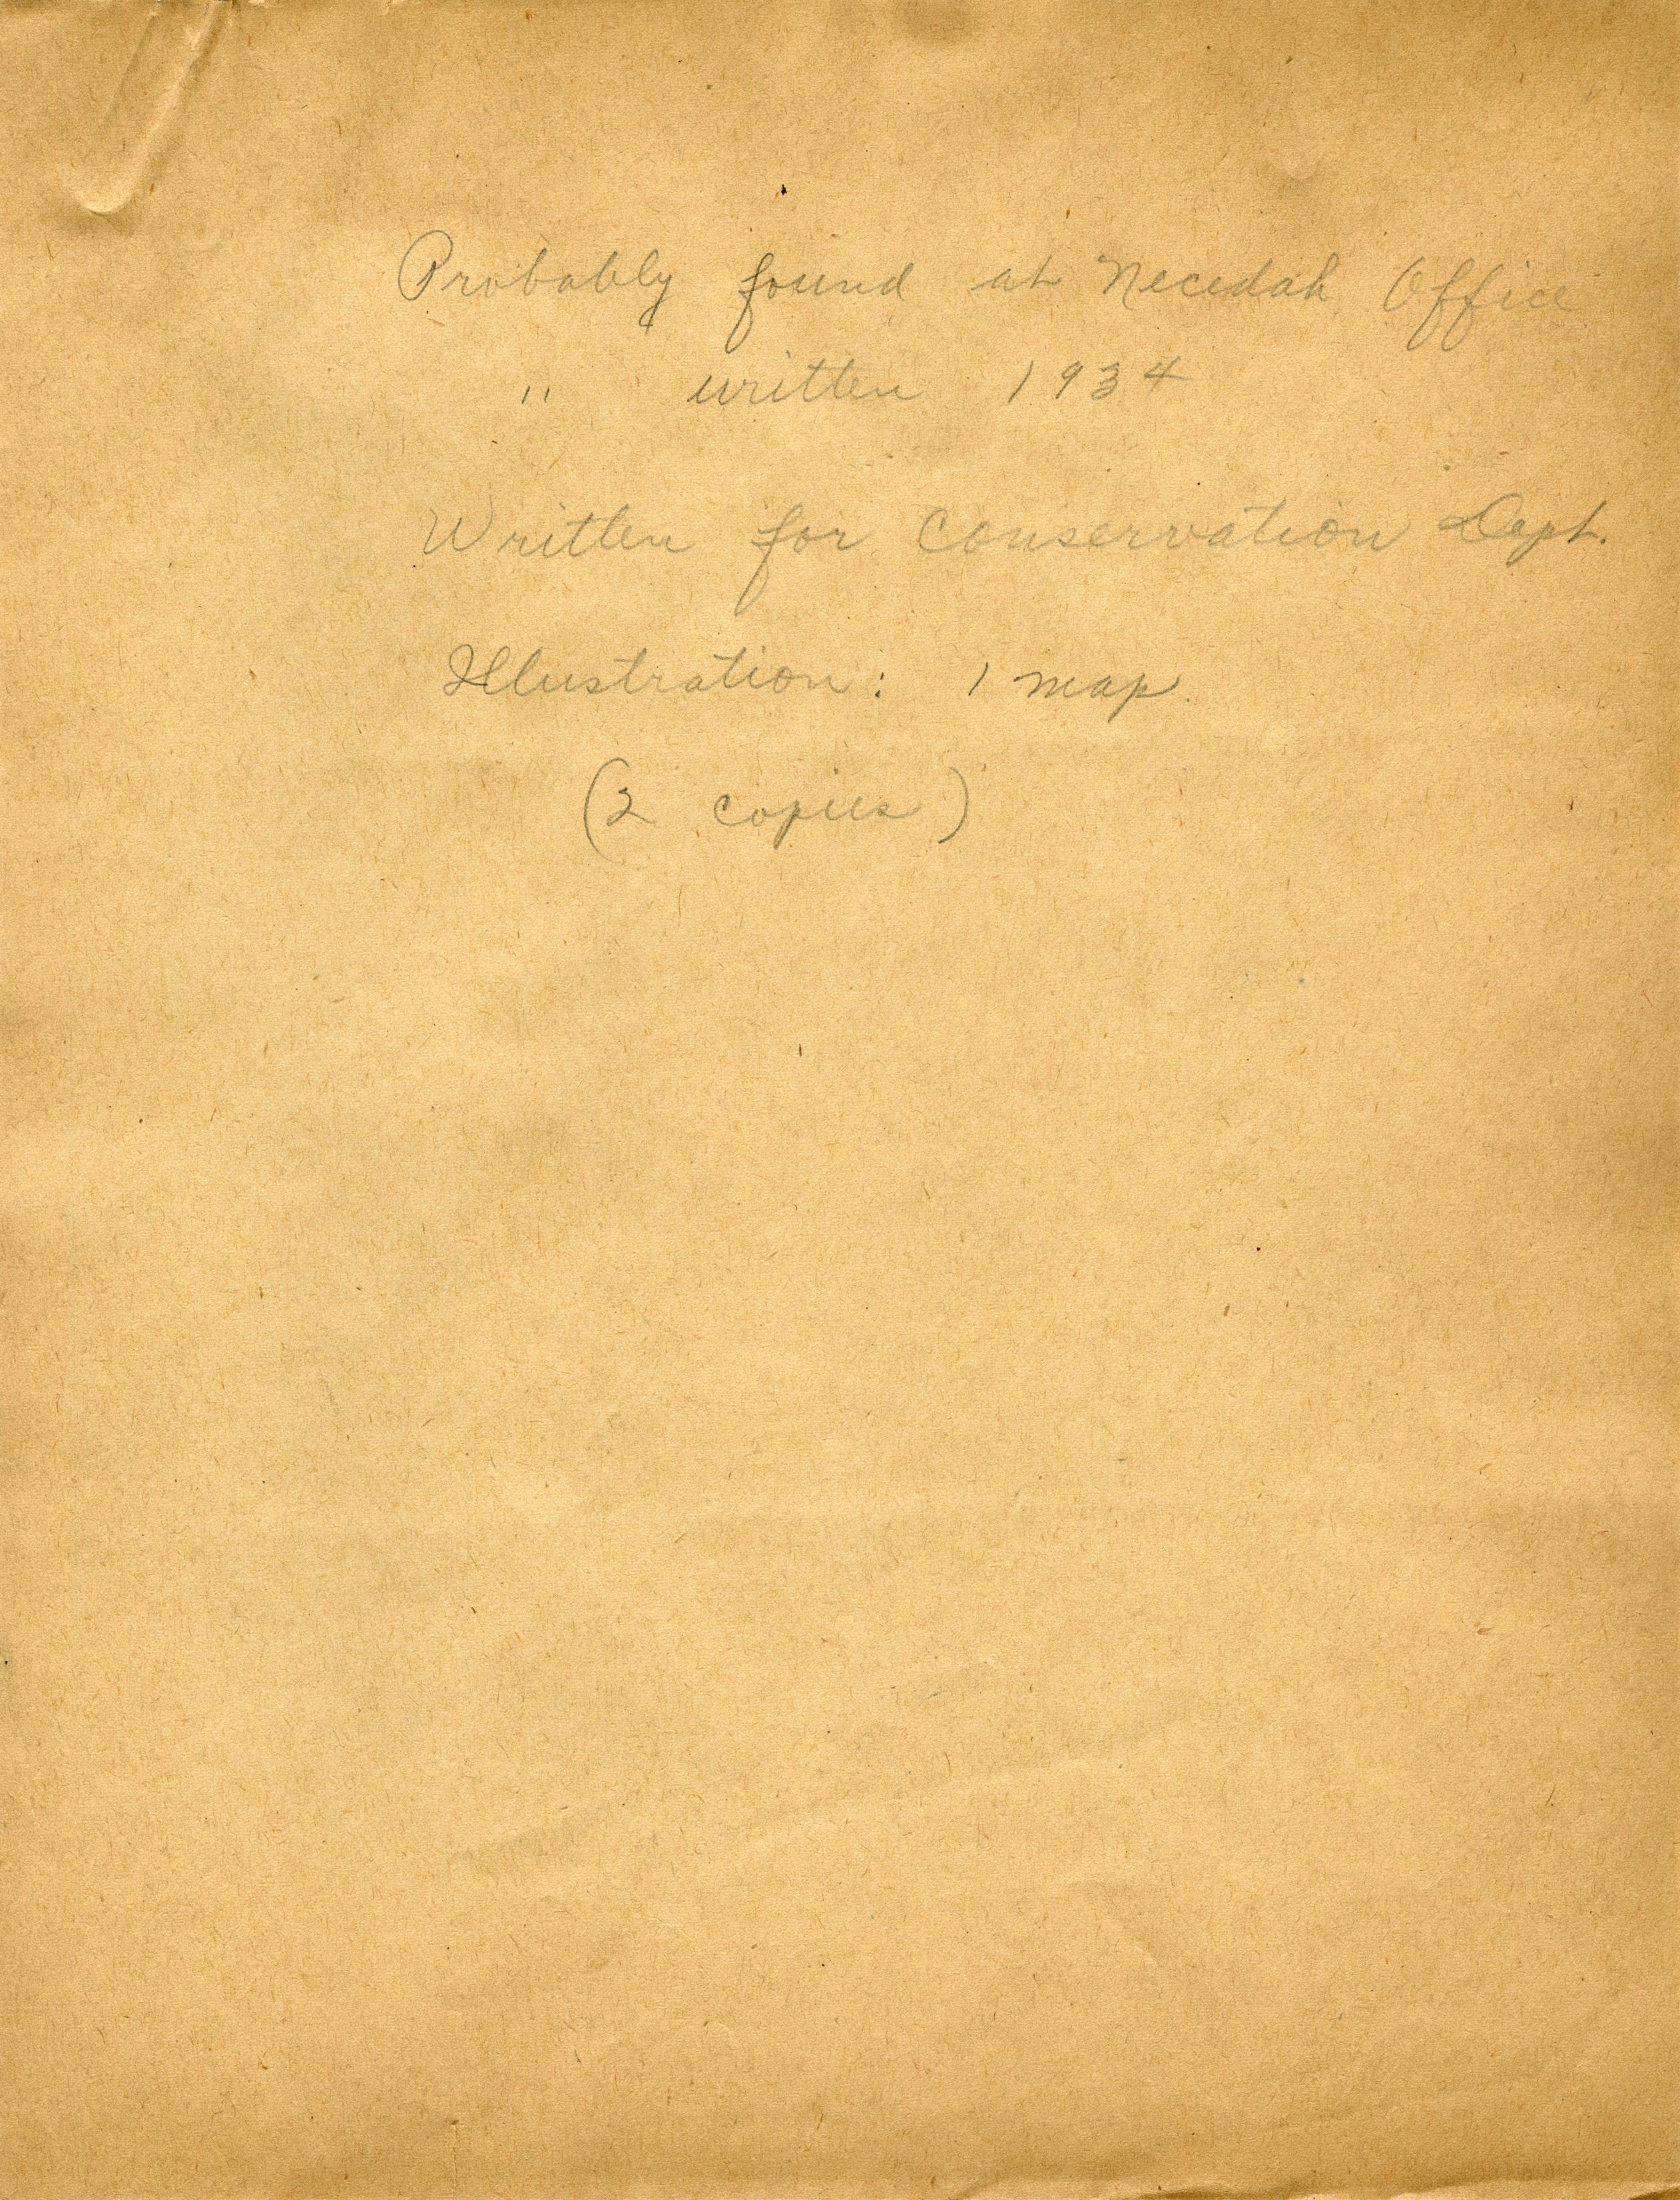 Probably found at Necedah Office
" written 1934
Written for Conservation Dept.
Illustration: 1 map.
(2 copies)